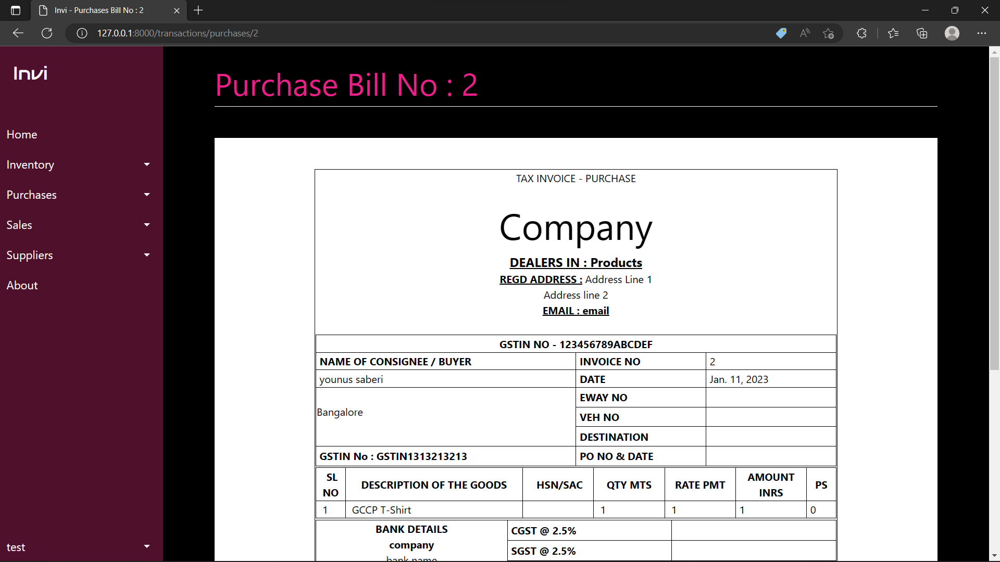 Invi - Purchases Bill No : 2
127.0.0.1:8000/transactions/purchases/2
Invi
Home
Inventory
Purchases
Sales
Suppliers
About
test
Purchase Bill No : 2
TAX INVOICE - PURCHASE
Company
DEALERS IN : Products
REGD ADDRESS : Address Line 1
Address line 2
EMAIL : email
GSTIN NO - 123456789ABCDEF
NAME OF CONSIGNEE / BUYER INVOICE NO 2
younus saberi DATE Jan. 11, 2023
Bangalore
EWAY NO
VEH NO
DESTINATION
GSTIN No : GSTIN1313213213 PO NO & DATE
SL NO DESCRIPTION OF THE GOODS HSN/SAC QTY MTS RATE PMT AMOUNT INRS PS
1 GCCP T-Shirt 1 1 1 0
BANK DETAILS CGST @ 2.5%
company
SGST @ 2.5%
bank name